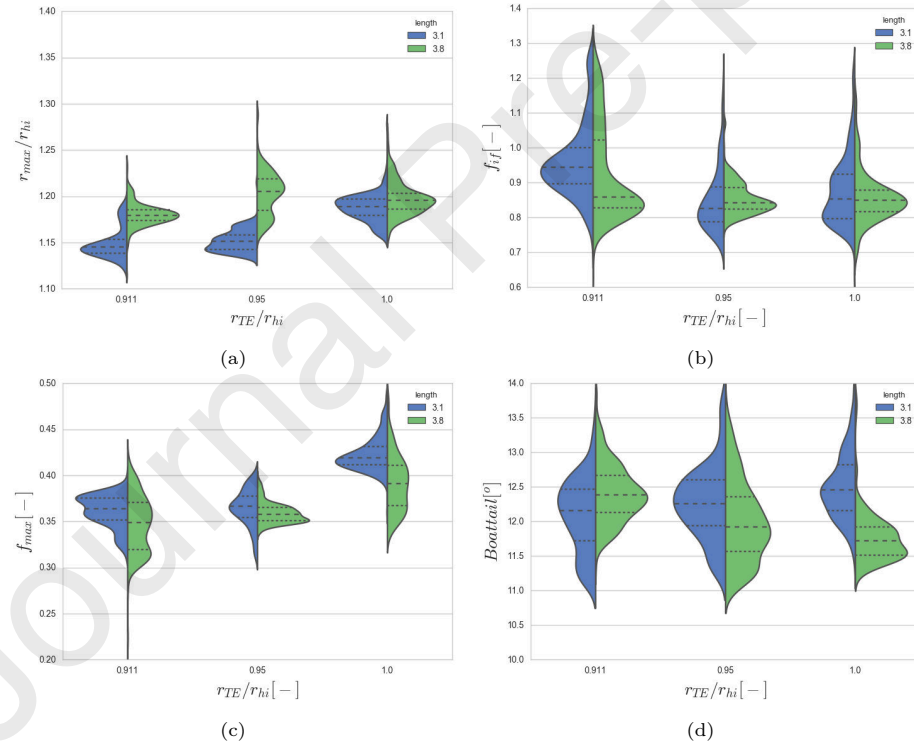 Journal Pre-p
1.40
1.35
1.30
1.25
1.20
1.15
1.10
r_max/r_hi
length
3.1
3.8
0.911 0.95 1.0
r_TE/r_hi
(a)
1.4
1.3
1.2
1.1
1.0
0.9
0.8
0.7
0.6
f_if[−]
length
3.1
3.8
0.911 0.95 1.0
r_TE/r_hi[−]
(b)
0.50
0.45
0.40
0.35
0.30
0.25
0.20
f_max[−]
length
3.1
3.8
0.911 0.95 1.0
r_TE/r_hi[−]
(c)
14.0
13.5
13.0
12.5
12.0
11.5
11.0
10.5
10.0
Boattail[°]
length
3.1
3.8
0.911 0.95 1.0
r_TE/r_hi[−]
(d)